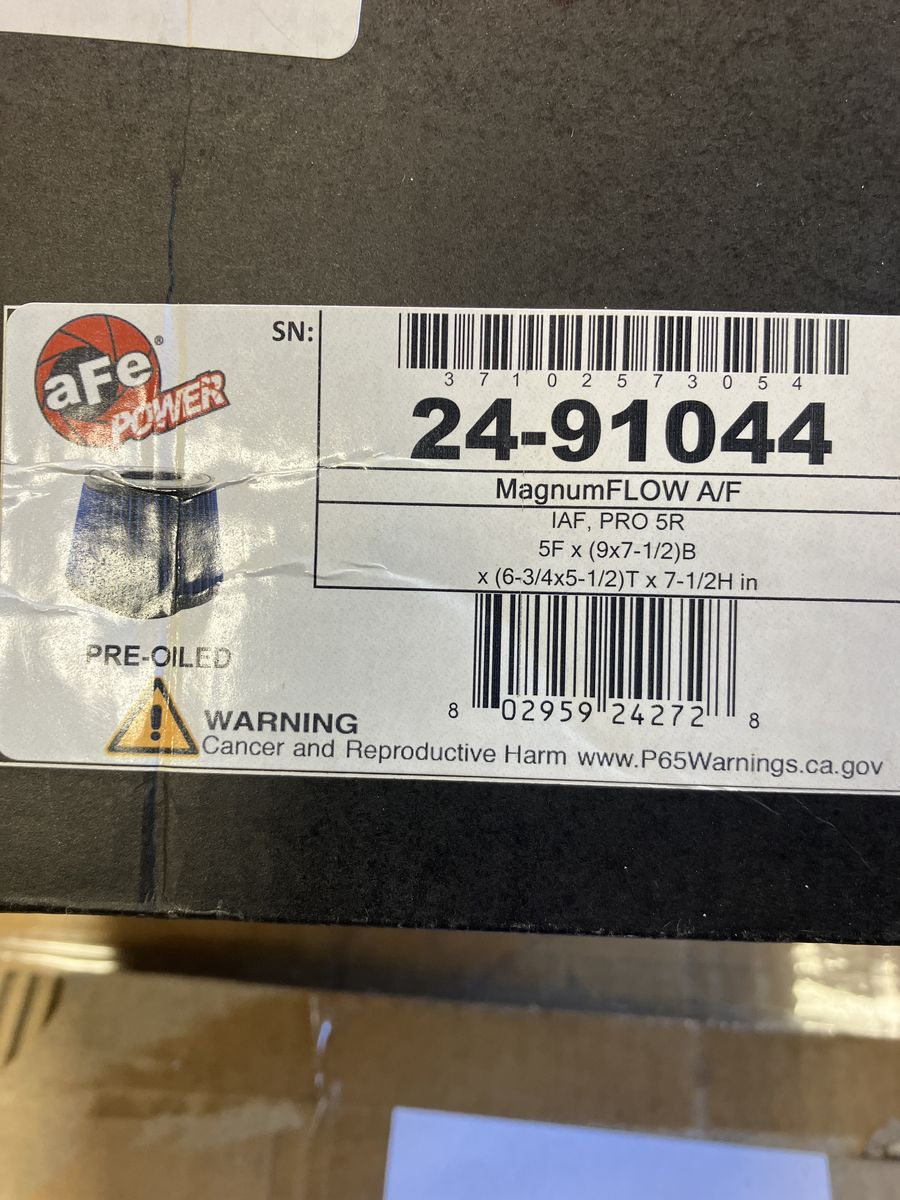 aFe®
POWER
SN:
37102573054
24-91044
MagnumFLOW A/F
IAF, PRO 5R
5F x (9x7-1/2)B
x (6-3/4x5-1/2)T x 7-1/2H in
PRE-OILED
8 02959 24272 8
WARNING
Cancer and Reproductive Harm www.P65Warnings.ca.gov